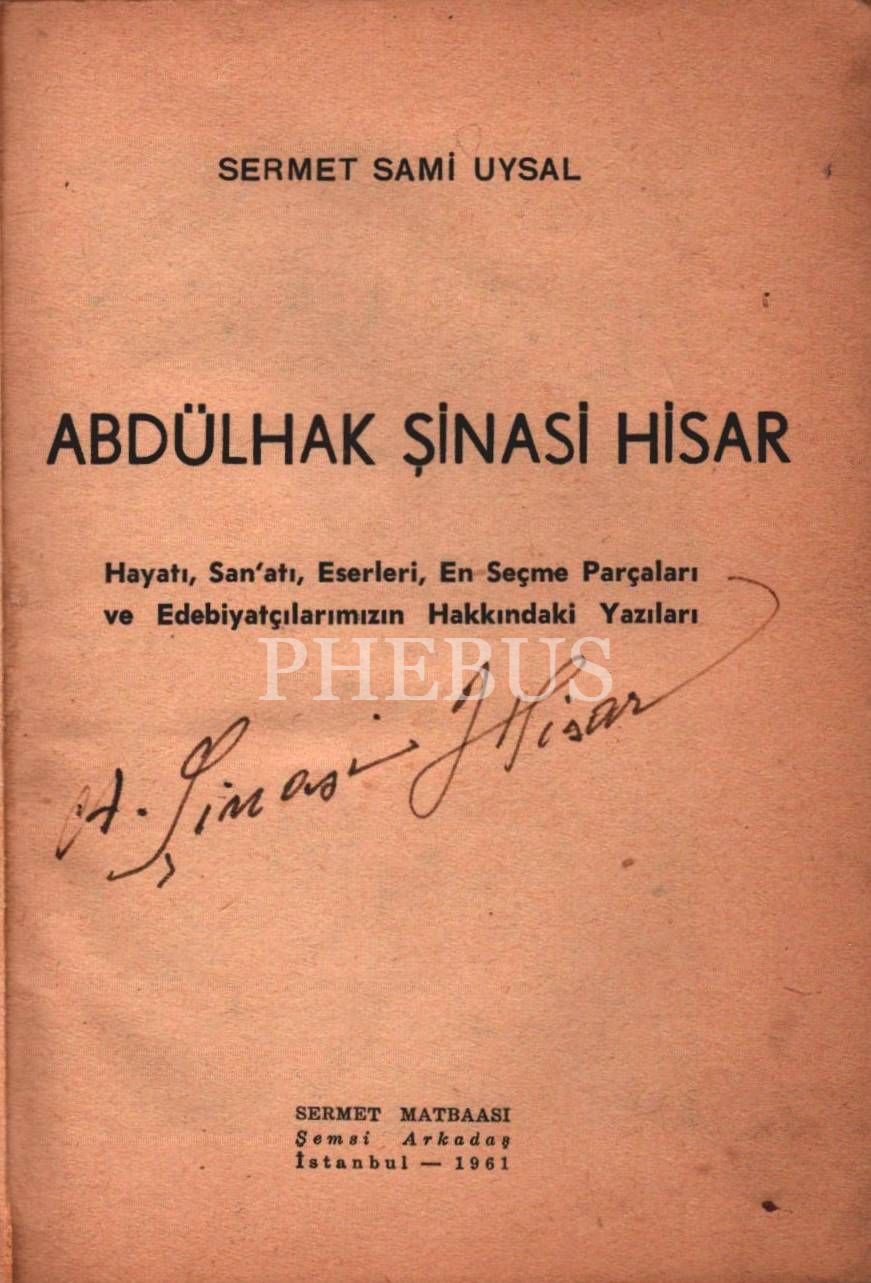 SERMET SAMİ UYSAL
ABDÜLHAK ŞİNASİ HİSAR
Hayatı, San'atı, Eserleri, En Seçme Parçaları
ve Edebiyatçılarımızın Hakkındaki Yazıları
PHEBUS
A. Şinasi Hisar
SERMET MATBAASI
Şemsi Arkadaş
İstanbul — 1961